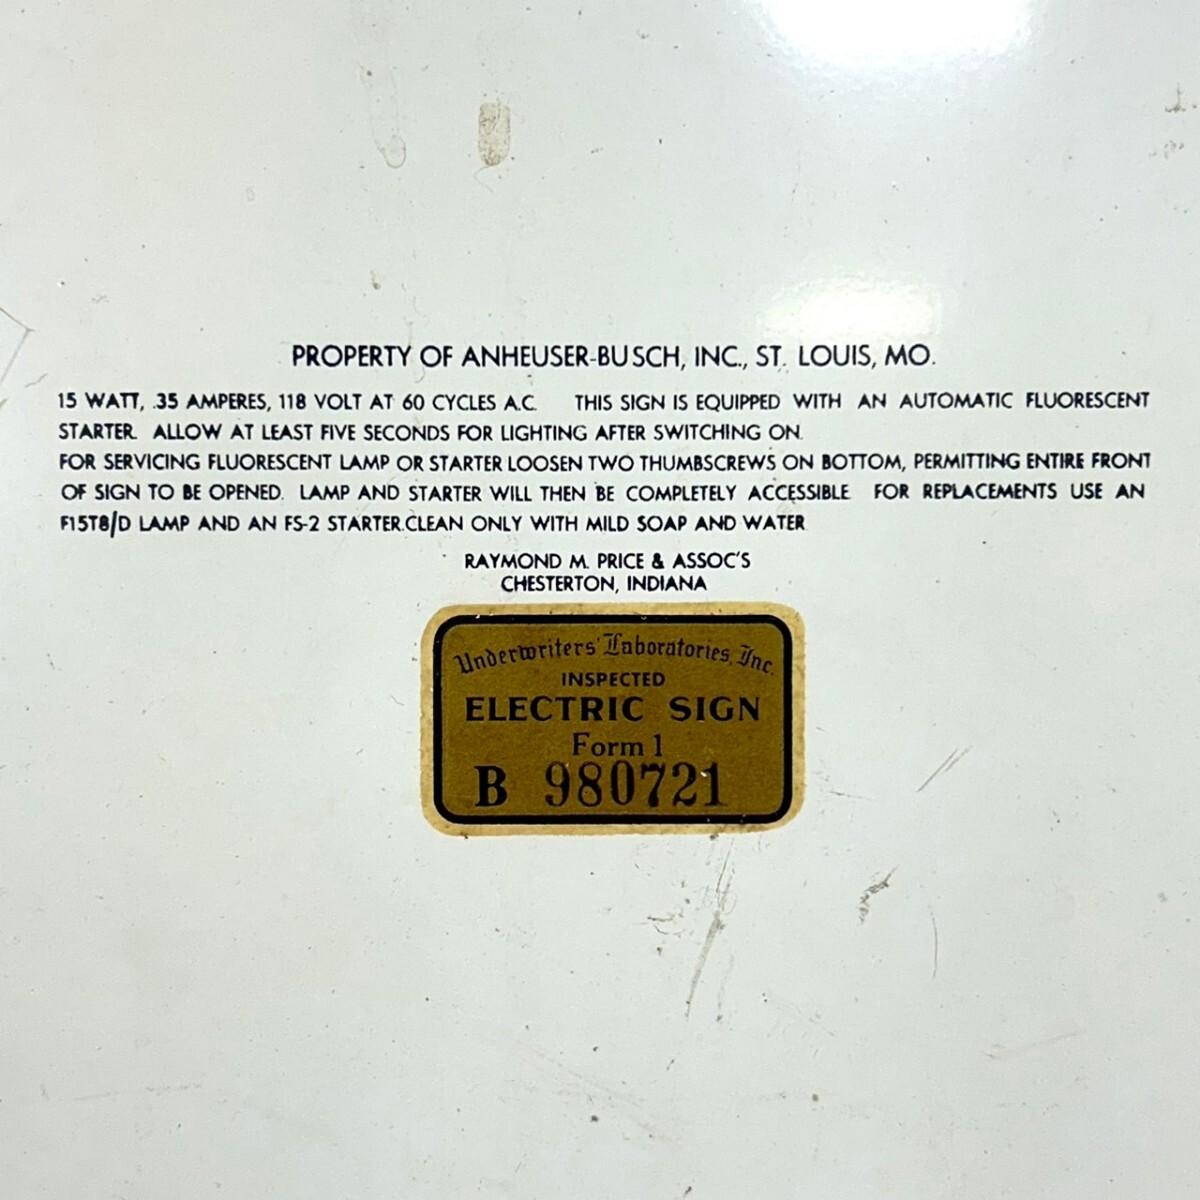 PROPERTY OF ANHEUSER-BUSCH, INC., ST. LOUIS, MO.
15 WATT, .35 AMPERES, 118 VOLT AT 60 CYCLES A.C. THIS SIGN IS EQUIPPED WITH AN AUTOMATIC FLUORESCENT
STARTER. ALLOW AT LEAST FIVE SECONDS FOR LIGHTING AFTER SWITCHING ON.
FOR SERVICING FLUORESCENT LAMP OR STARTER LOOSEN TWO THUMBSCREWS ON BOTTOM, PERMITTING ENTIRE FRONT
OF SIGN TO BE OPENED. LAMP AND STARTER WILL THEN BE COMPLETELY ACCESSIBLE. FOR REPLACEMENTS USE AN
F15T8/D LAMP AND AN FS-2 STARTER. CLEAN ONLY WITH MILD SOAP AND WATER.
RAYMOND M. PRICE & ASSOC'S
CHESTERTON, INDIANA
Underwriters' Laboratories, Inc.
INSPECTED
ELECTRIC SIGN
Form 1
B 980721